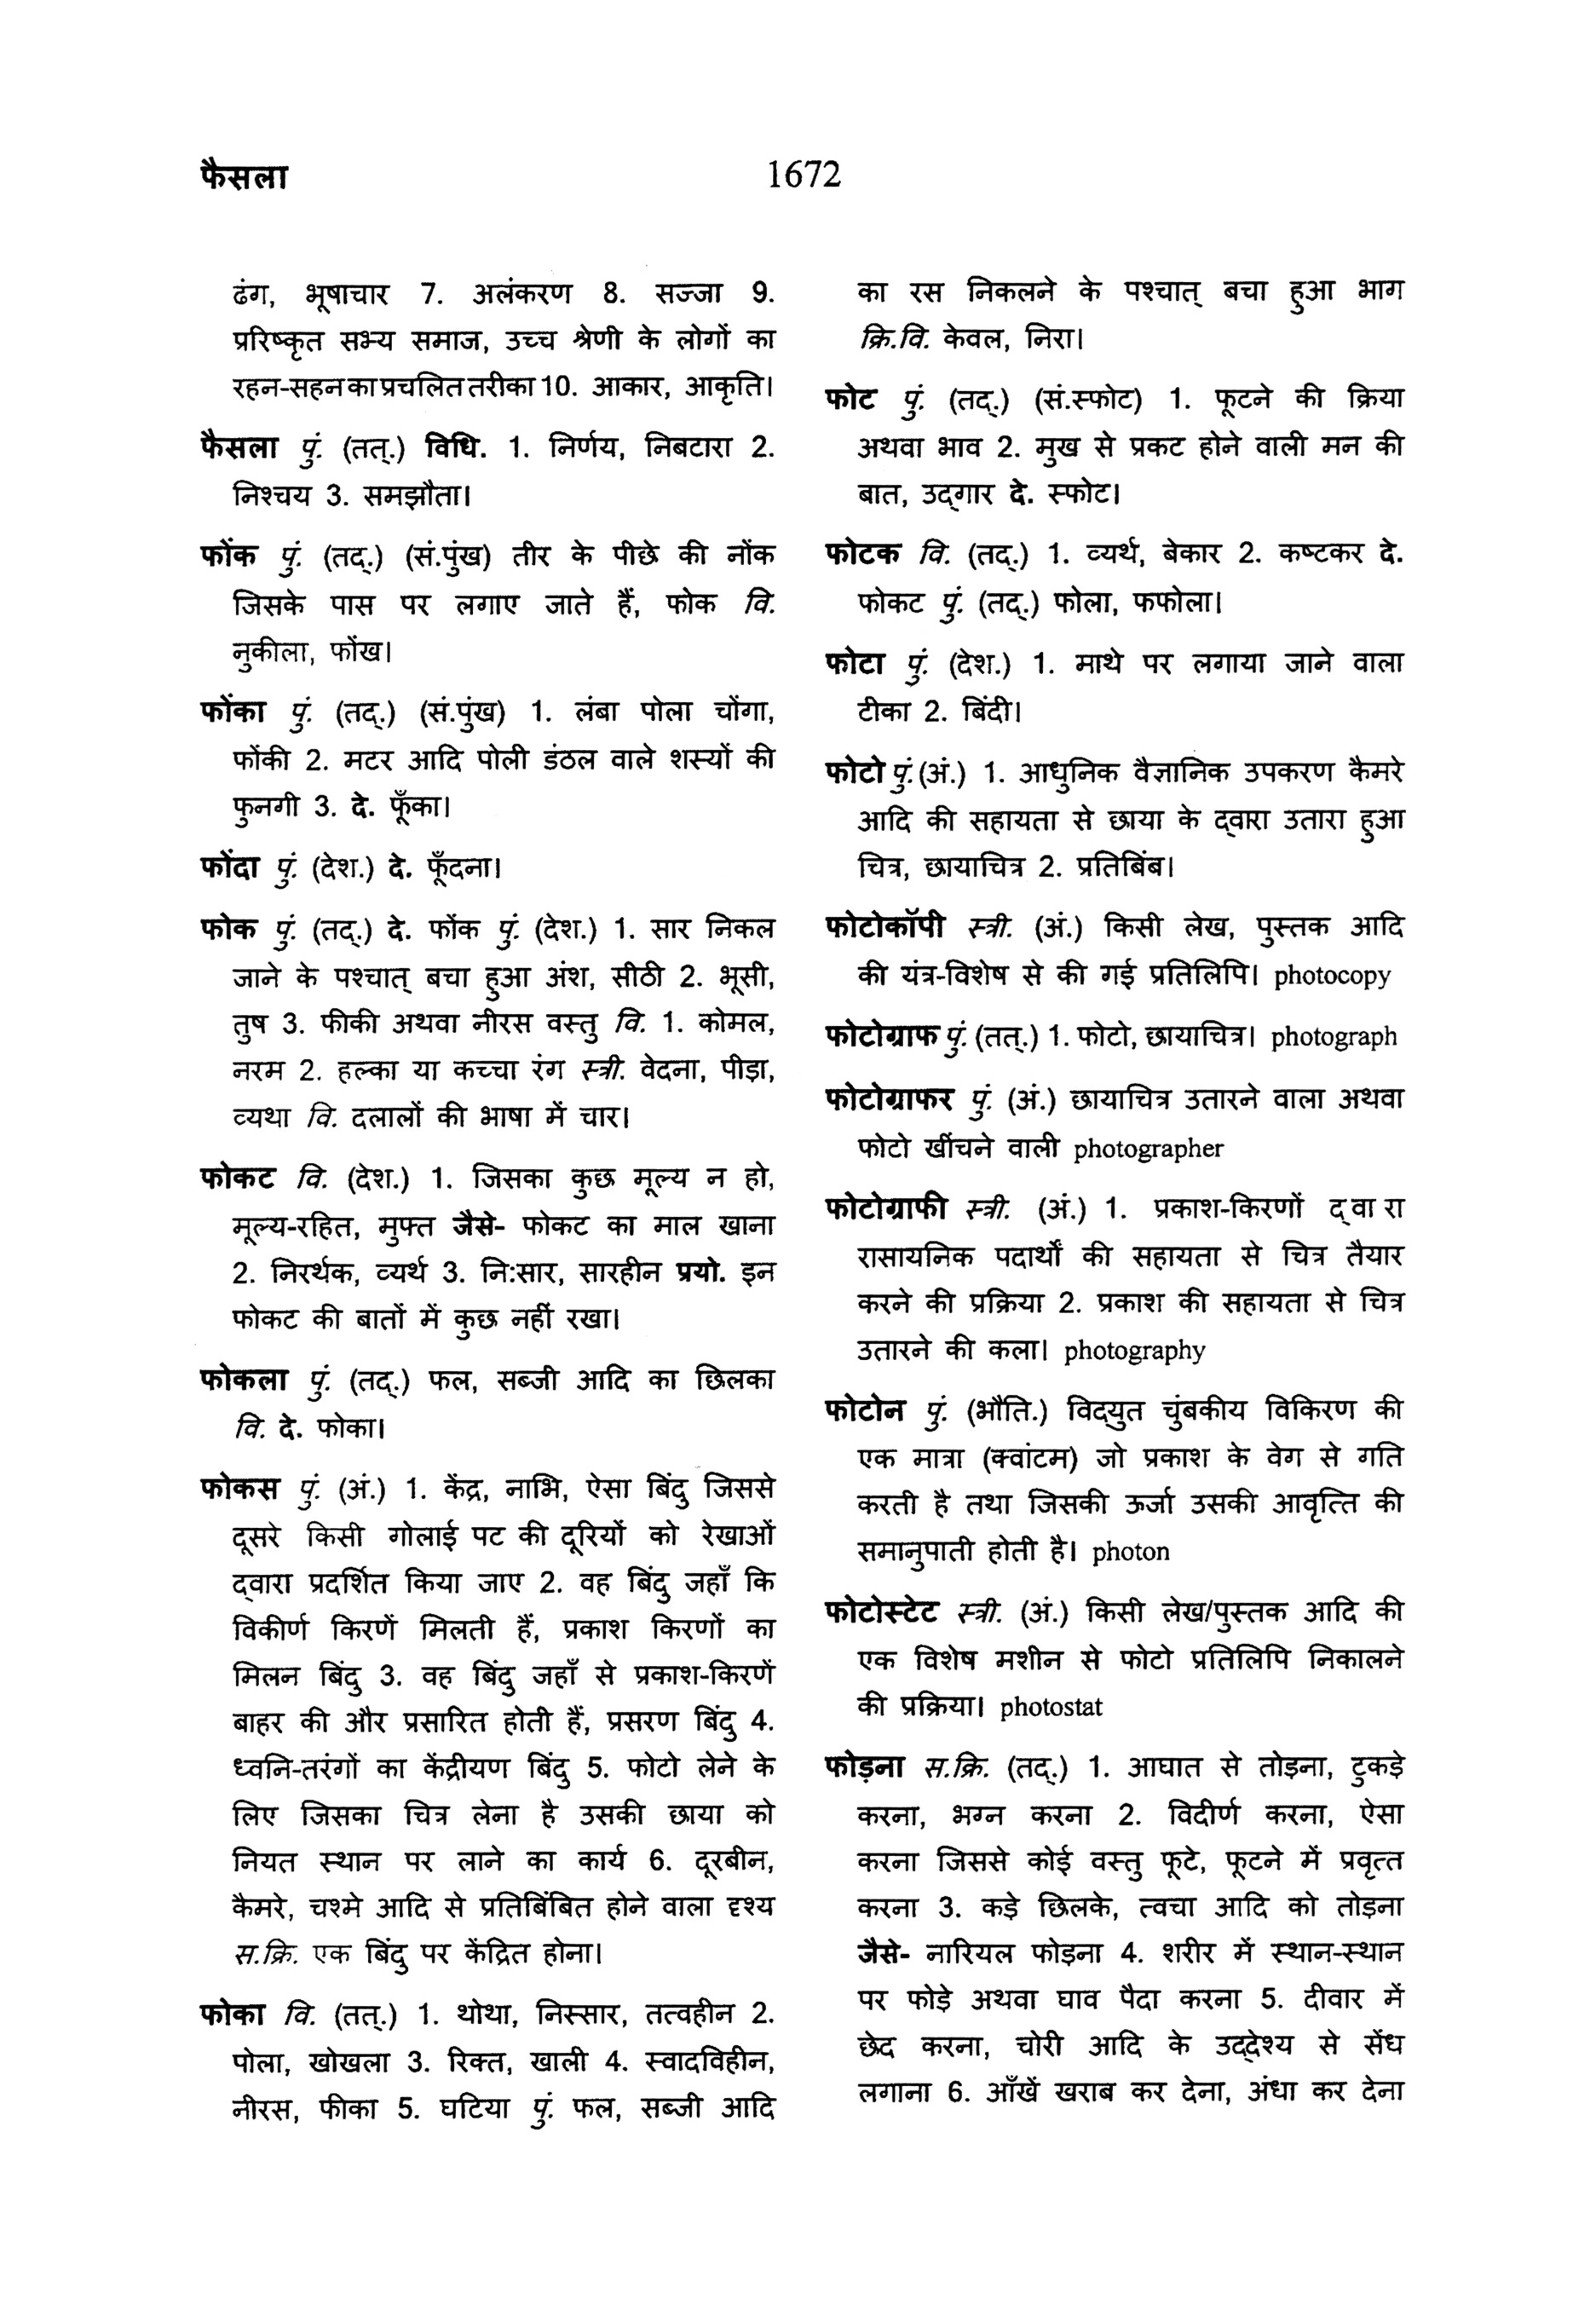 फैसला
1672
ढंग, भूषाचार 7. अलंकरण 8. सज्जा 9.
प्ररिष्कृत सभ्य समाज, उच्च श्रेणी के लोगों का
रहन-सहन का प्रचलित तरीका 10. आकार, आकृति।
फैसला पुं. (तत्.) विधि. 1. निर्णय, निबटारा 2.
निश्चय 3. समझौता।
फोंक पुं. (तद्.) (सं.पुंख) तीर के पीछे की नोंक
जिसके पास पर लगाए जाते हैं, फोक वि.
नुकीला, फोंख।
फोंका पुं. (तद्.) (सं.पुंख) 1. लंबा पोला चोंगा,
फोंकी 2. मटर आदि पोली डंठल वाले शस्यों की
फुनगी 3. दे. फूँका।
फोंदा पुं. (देश.) दे. फूँदना।
फोक पुं. (तद्.) दे. फोंक पुं. (देश.) 1. सार निकल
जाने के पश्चात् बचा हुआ अंश, सीठी 2. भूसी,
तुष 3. फीकी अथवा नीरस वस्तु वि. 1. कोमल,
नरम 2. हल्का या कच्चा रंग स्त्री. वेदना, पीड़ा,
व्यथा वि. दलालों की भाषा में चार।
फोकट वि. (देश.) 1. जिसका कुछ मूल्य न हो,
मूल्य-रहित, मुफ्त जैसे- फोकट का माल खाना
2. निरर्थक, व्यर्थ 3. नि:सार, सारहीन प्रयो. इन
फोकट की बातों में कुछ नहीं रखा।
फोकला पुं. (तद्.) फल, सब्जी आदि का छिलका
वि. दे. फोका।
फोकस पुं. (अं.) 1. केंद्र, नाभि, ऐसा बिंदु जिससे
दूसरे किसी गोलाई पट की दूरियों को रेखाओं
द्वारा प्रदर्शित किया जाए 2. वह बिंदु जहाँ कि
विकीर्ण किरणें मिलती हैं, प्रकाश किरणों का
मिलन बिंदु 3. वह बिंदु जहाँ से प्रकाश-किरणें
बाहर की और प्रसारित होती हैं, प्रसरण बिंदु 4.
ध्वनि-तरंगों का केंद्रीयण बिंदु 5. फोटो लेने के
लिए जिसका चित्र लेना है उसकी छाया को
नियत स्थान पर लाने का कार्य 6. दूरबीन,
कैमरे, चश्मे आदि से प्रतिबिंबित होने वाला दृश्य
स.क्रि. एक बिंदु पर केंद्रित होना।
फोका वि. (तत्.) 1. थोथा, निस्सार, तत्वहीन 2.
पोला, खोखला 3. रिक्त, खाली 4. स्वादविहीन,
नीरस, फीका 5. घटिया पुं. फल, सब्जी आदि
का रस निकलने के पश्चात् बचा हुआ भाग
क्रि.वि. केवल, निरा।
फोट पुं. (तद्.) (सं.स्फोट) 1. फूटने की क्रिया
अथवा भाव 2. मुख से प्रकट होने वाली मन की
बात, उद्गार दे. स्फोट।
फोटक वि. (तद्.) 1. व्यर्थ, बेकार 2. कष्टकर दे.
फोकट पुं. (तद्.) फोला, फफोला।
फोटा पुं. (देश.) 1. माथे पर लगाया जाने वाला
टीका 2. बिंदी।
फोटो पुं. (अं.) 1. आधुनिक वैज्ञानिक उपकरण कैमरे
आदि की सहायता से छाया के द्वारा उतारा हुआ
चित्र, छायाचित्र 2. प्रतिबिंब।
फोटोकॉपी स्त्री. (अं.) किसी लेख, पुस्तक आदि
की यंत्र-विशेष से की गई प्रतिलिपि। photocopy
फोटोग्राफ पुं. (तत्.) 1. फोटो, छायाचित्र। photograph
फोटोग्राफर पुं. (अं.) छायाचित्र उतारने वाला अथवा
फोटो खींचने वाली photographer
फोटोग्राफी स्त्री. (अं.) 1. प्रकाश-किरणों द्वारा
रासायनिक पदार्थों की सहायता से चित्र तैयार
करने की प्रक्रिया 2. प्रकाश की सहायता से चित्र
उतारने की कला। photography
फोटोन पुं. (भौति.) विद्युत चुंबकीय विकिरण की
एक मात्रा (क्वांटम) जो प्रकाश के वेग से गति
करती है तथा जिसकी ऊर्जा उसकी आवृत्ति की
समानुपाती होती है। photon
फोटोस्टेट स्त्री. (अं.) किसी लेख/पुस्तक आदि की
एक विशेष मशीन से फोटो प्रतिलिपि निकालने
की प्रक्रिया। photostat
फोड़ना स.क्रि. (तद्.) 1. आघात से तोड़ना, टुकड़े
करना, भग्न करना 2. विदीर्ण करना, ऐसा
करना जिससे कोई वस्तु फूटे, फूटने में प्रवृत्त
करना 3. कड़े छिलके, त्वचा आदि को तोड़ना
जैसे- नारियल फोड़ना 4. शरीर में स्थान-स्थान
पर फोड़े अथवा घाव पैदा करना 5. दीवार में
छेद करना, चोरी आदि के उद्देश्य से सेंध
लगाना 6. आँखें खराब कर देना, अंधा कर देना